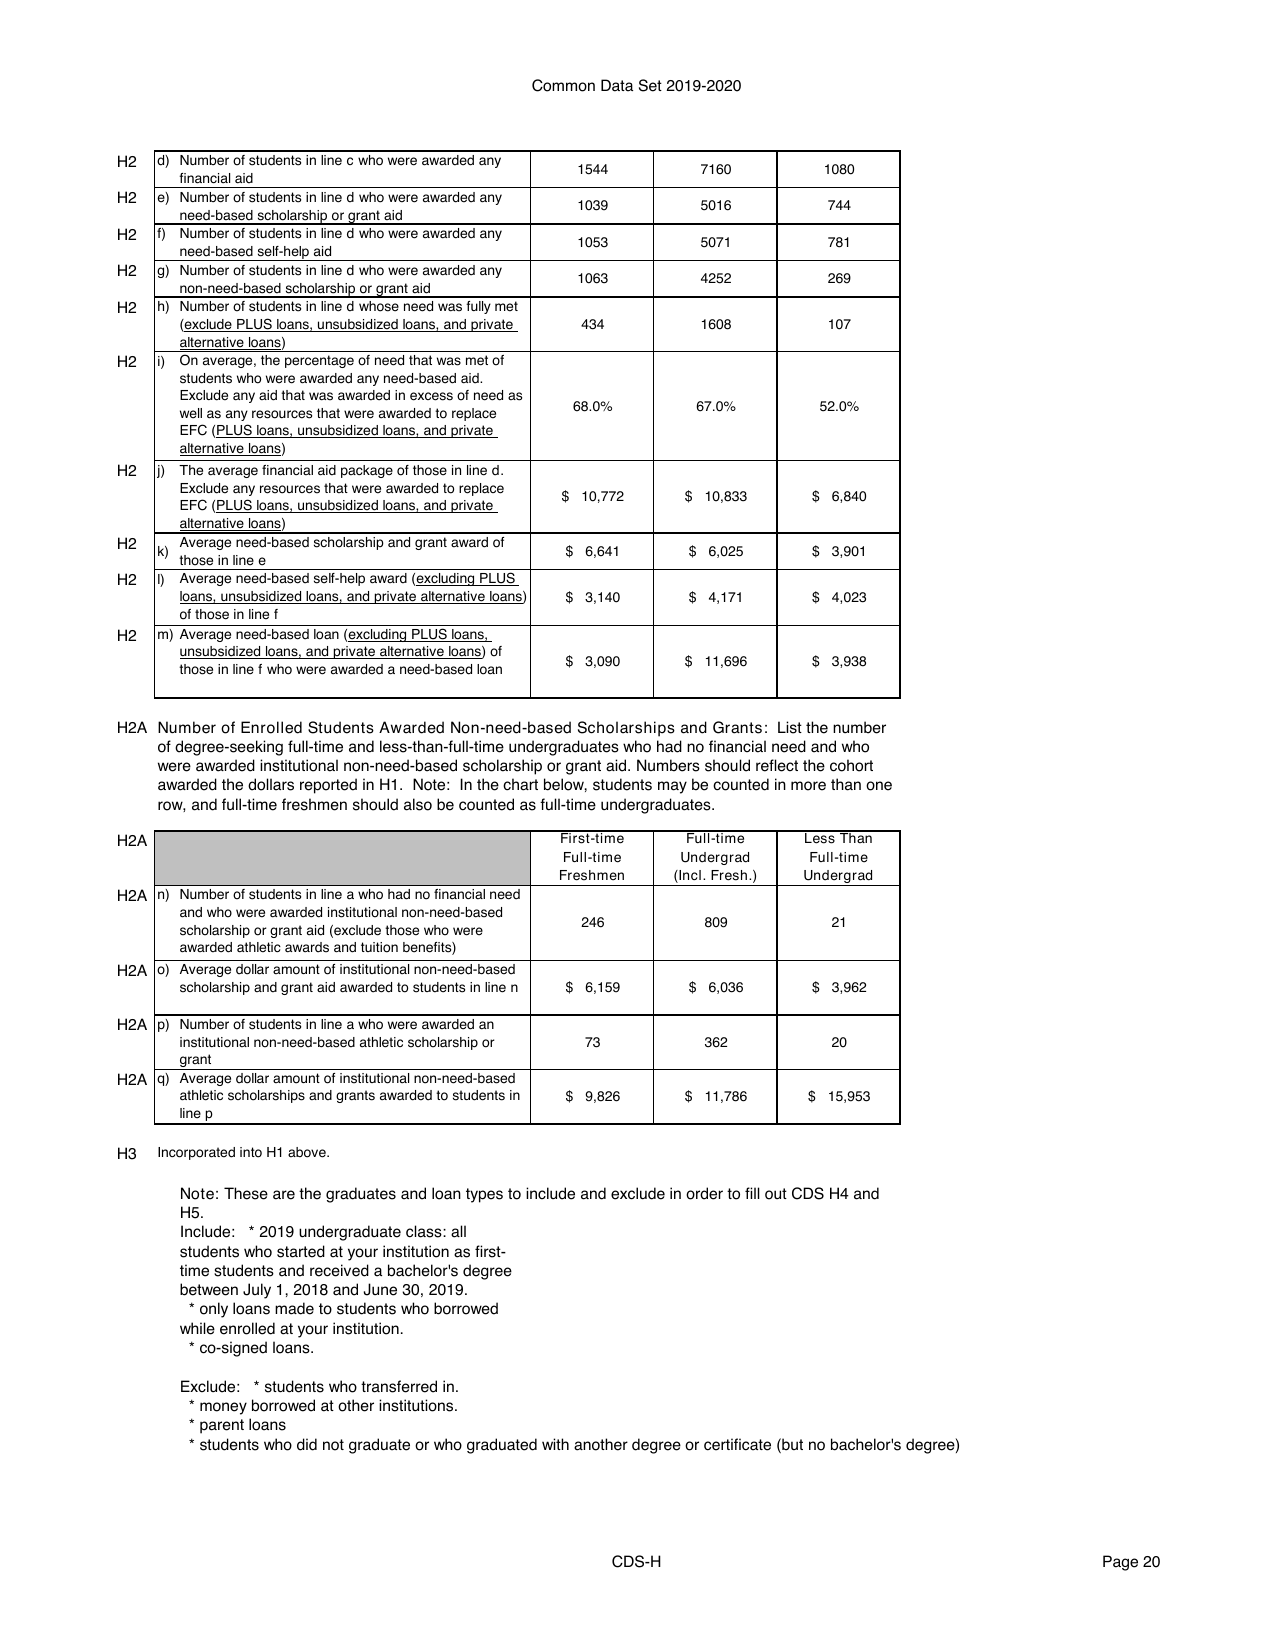 Common Data Set 2019-2020
H2 d) Number of students in line c who were awarded any
financial aid 1544 7160 1080
H2 e) Number of students in line d who were awarded any
need-based scholarship or grant aid 1039 5016 744
H2 f) Number of students in line d who were awarded any
need-based self-help aid 1053 5071 781
H2 g) Number of students in line d who were awarded any
non-need-based scholarship or grant aid 1063 4252 269
H2 h) Number of students in line d whose need was fully met
(exclude PLUS loans, unsubsidized loans, and private 434 1608 107
alternative loans)
H2 i) On average, the percentage of need that was met of
students who were awarded any need-based aid.
Exclude any aid that was awarded in excess of need as
well as any resources that were awarded to replace 68.0% 67.0% 52.0%
EFC (PLUS loans, unsubsidized loans, and private
alternative loans)
H2 j) The average financial aid package of those in line d.
Exclude any resources that were awarded to replace $ 10,772 $ 10,833 $ 6,840
EFC (PLUS loans, unsubsidized loans, and private
alternative loans)
H2 k) Average need-based scholarship and grant award of
those in line e $ 6,641 $ 6,025 $ 3,901
H2 l) Average need-based self-help award (excluding PLUS
loans, unsubsidized loans, and private alternative loans) $ 3,140 $ 4,171 $ 4,023
of those in line f
H2 m) Average need-based loan (excluding PLUS loans,
unsubsidized loans, and private alternative loans) of $ 3,090 $ 11,696 $ 3,938
those in line f who were awarded a need-based loan
H2A Number of Enrolled Students Awarded Non-need-based Scholarships and Grants: List the number
of degree-seeking full-time and less-than-full-time undergraduates who had no financial need and who
were awarded institutional non-need-based scholarship or grant aid. Numbers should reflect the cohort
awarded the dollars reported in H1. Note: In the chart below, students may be counted in more than one
row, and full-time freshmen should also be counted as full-time undergraduates.
H2A First-time Full-time Less Than
Full-time Undergrad Full-time
Freshmen (Incl. Fresh.) Undergrad
H2A n) Number of students in line a who had no financial need
and who were awarded institutional non-need-based 246 809 21
scholarship or grant aid (exclude those who were
awarded athletic awards and tuition benefits)
H2A o) Average dollar amount of institutional non-need-based
scholarship and grant aid awarded to students in line n $ 6,159 $ 6,036 $ 3,962
H2A p) Number of students in line a who were awarded an
institutional non-need-based athletic scholarship or 73 362 20
grant
H2A q) Average dollar amount of institutional non-need-based
athletic scholarships and grants awarded to students in $ 9,826 $ 11,786 $ 15,953
line p
H3 Incorporated into H1 above.
Note: These are the graduates and loan types to include and exclude in order to fill out CDS H4 and
H5.
Include: * 2019 undergraduate class: all
students who started at your institution as first-
time students and received a bachelor's degree
between July 1, 2018 and June 30, 2019.
* only loans made to students who borrowed
while enrolled at your institution.
* co-signed loans.
Exclude: * students who transferred in.
* money borrowed at other institutions.
* parent loans
* students who did not graduate or who graduated with another degree or certificate (but no bachelor's degree)
CDS-H Page 20